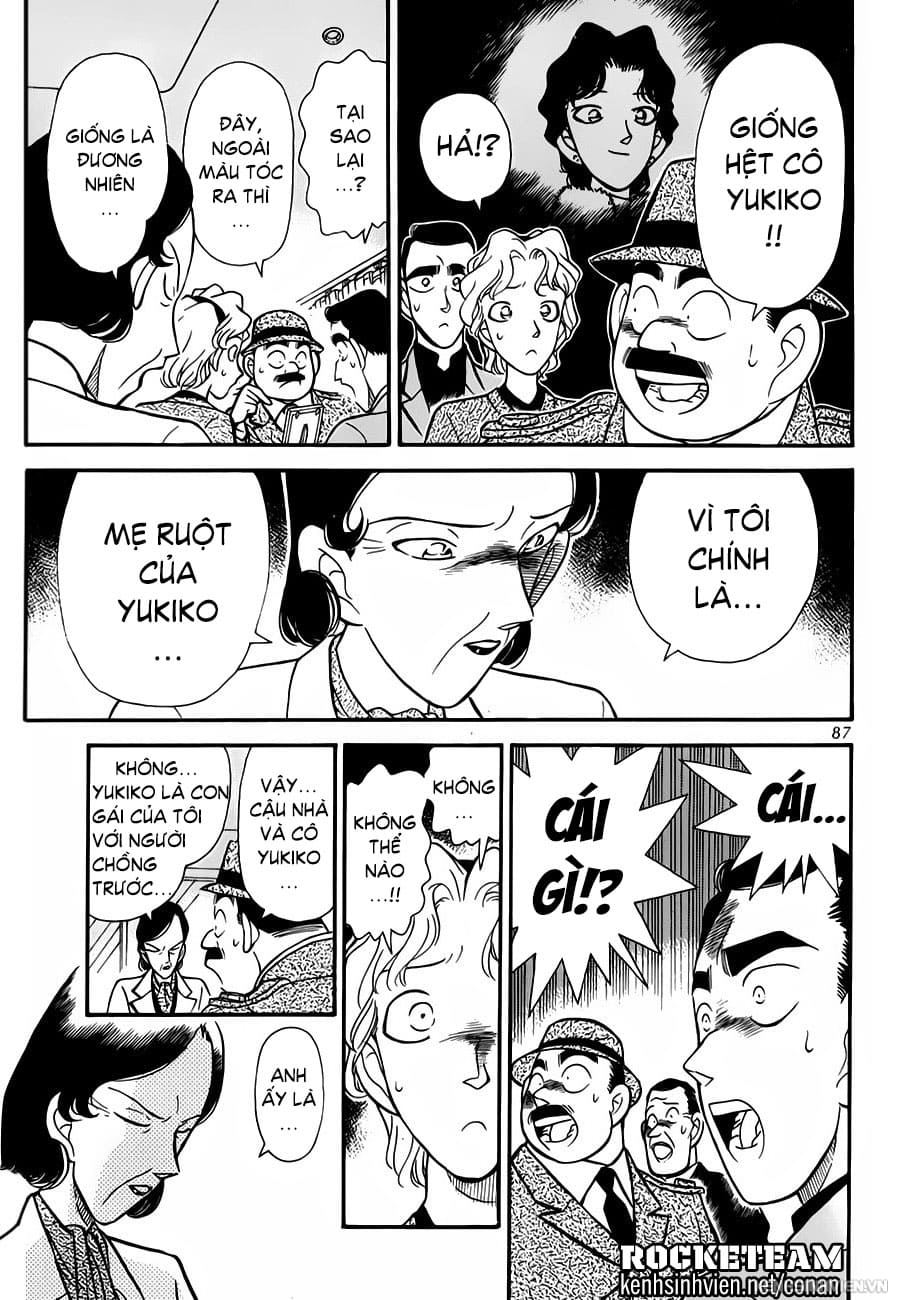 GIỐNG
HỆT CÔ
YUKIKO
!!
HẢ!?
TẠI
SAO
LẠI
...?
ĐÂY,
NGOÀI
MÀU TÓC
RA THÌ
...
GIỐNG LÀ
ĐƯƠNG
NHIÊN
...
VÌ TÔI
CHÍNH
LÀ...
MẸ RUỘT
CỦA
YUKIKO
...
87
CÁI...
CÁI
GÌ!?
KHÔNG
...
KHÔNG
THỂ
NÀO
...!!
VẬY...
CẬU NHÀ
VÀ CÔ
YUKIKO
...
KHÔNG...
YUKIKO LÀ CON
GÁI CỦA TÔI
VỚI NGƯỜI
CHỒNG
TRƯỚC...
ANH
ẤY LÀ
...
ROCKETEAM
kenhsinhvien.net/conan